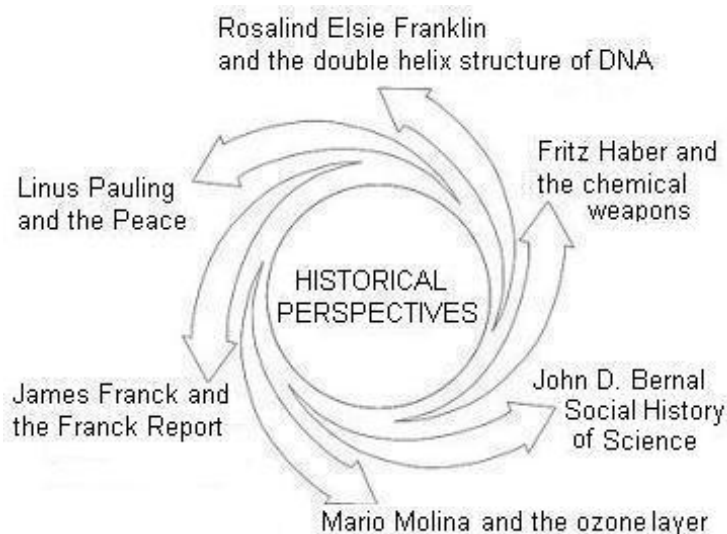 Rosalind Elsie Franklin
and the double helix structure of DNA
Fritz Haber and
the chemical
weapons
Linus Pauling
and the Peace
HISTORICAL
PERSPECTIVES
John D. Bernal
Social History
of Science
James Franck and
the Franck Report
Mario Molina and the ozone layer